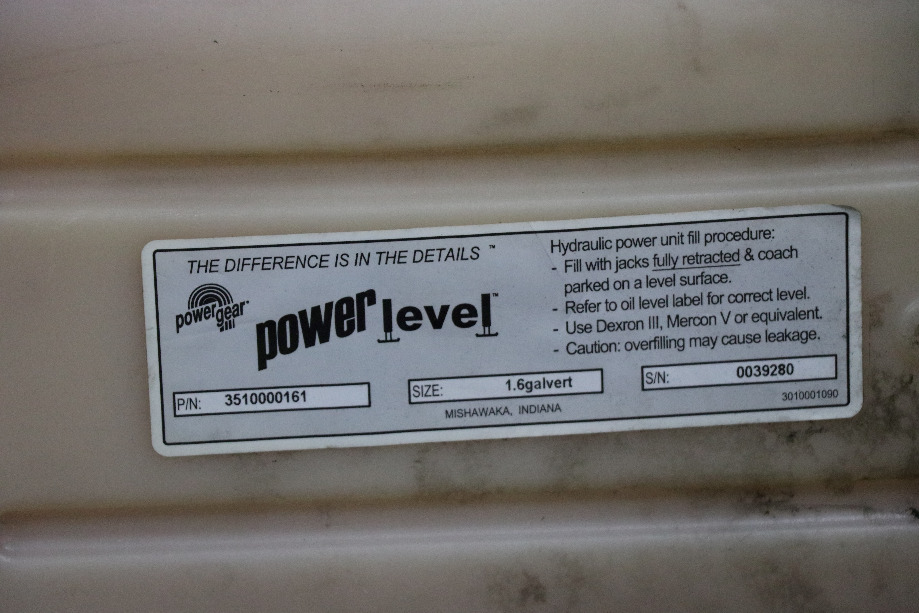 THE DIFFERENCE IS IN THE DETAILS ™
powergear™
power level™
Hydraulic power unit fill procedure:
- Fill with jacks fully retracted & coach
parked on a level surface.
- Refer to oil level label for correct level.
- Use Dexron III, Mercon V or equivalent.
- Caution: overfilling may cause leakage.
P/N: 3510000161
SIZE: 1.6galvert
S/N: 0039280
MISHAWAKA, INDIANA
3010001090